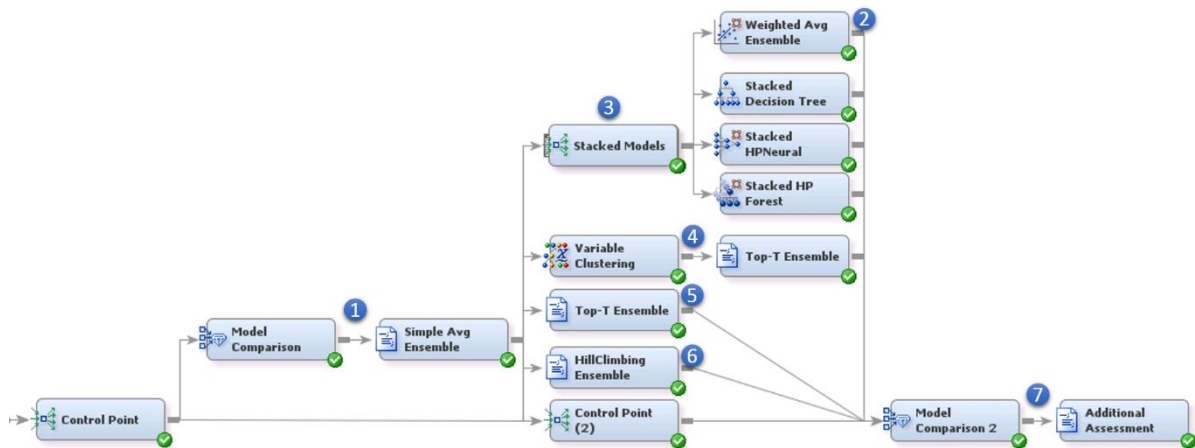 Weighted Avg
Ensemble
2
Stacked
Decision Tree
3
Stacked Models
Stacked
HPNeural
Stacked HP
Forest
Variable
Clustering
4
Top-T Ensemble
1
Model
Comparison
Simple Avg
Ensemble
Top-T Ensemble
5
HillClimbing
Ensemble
6
Control Point
Control Point
(2)
Model
Comparison 2
7
Additional
Assessment